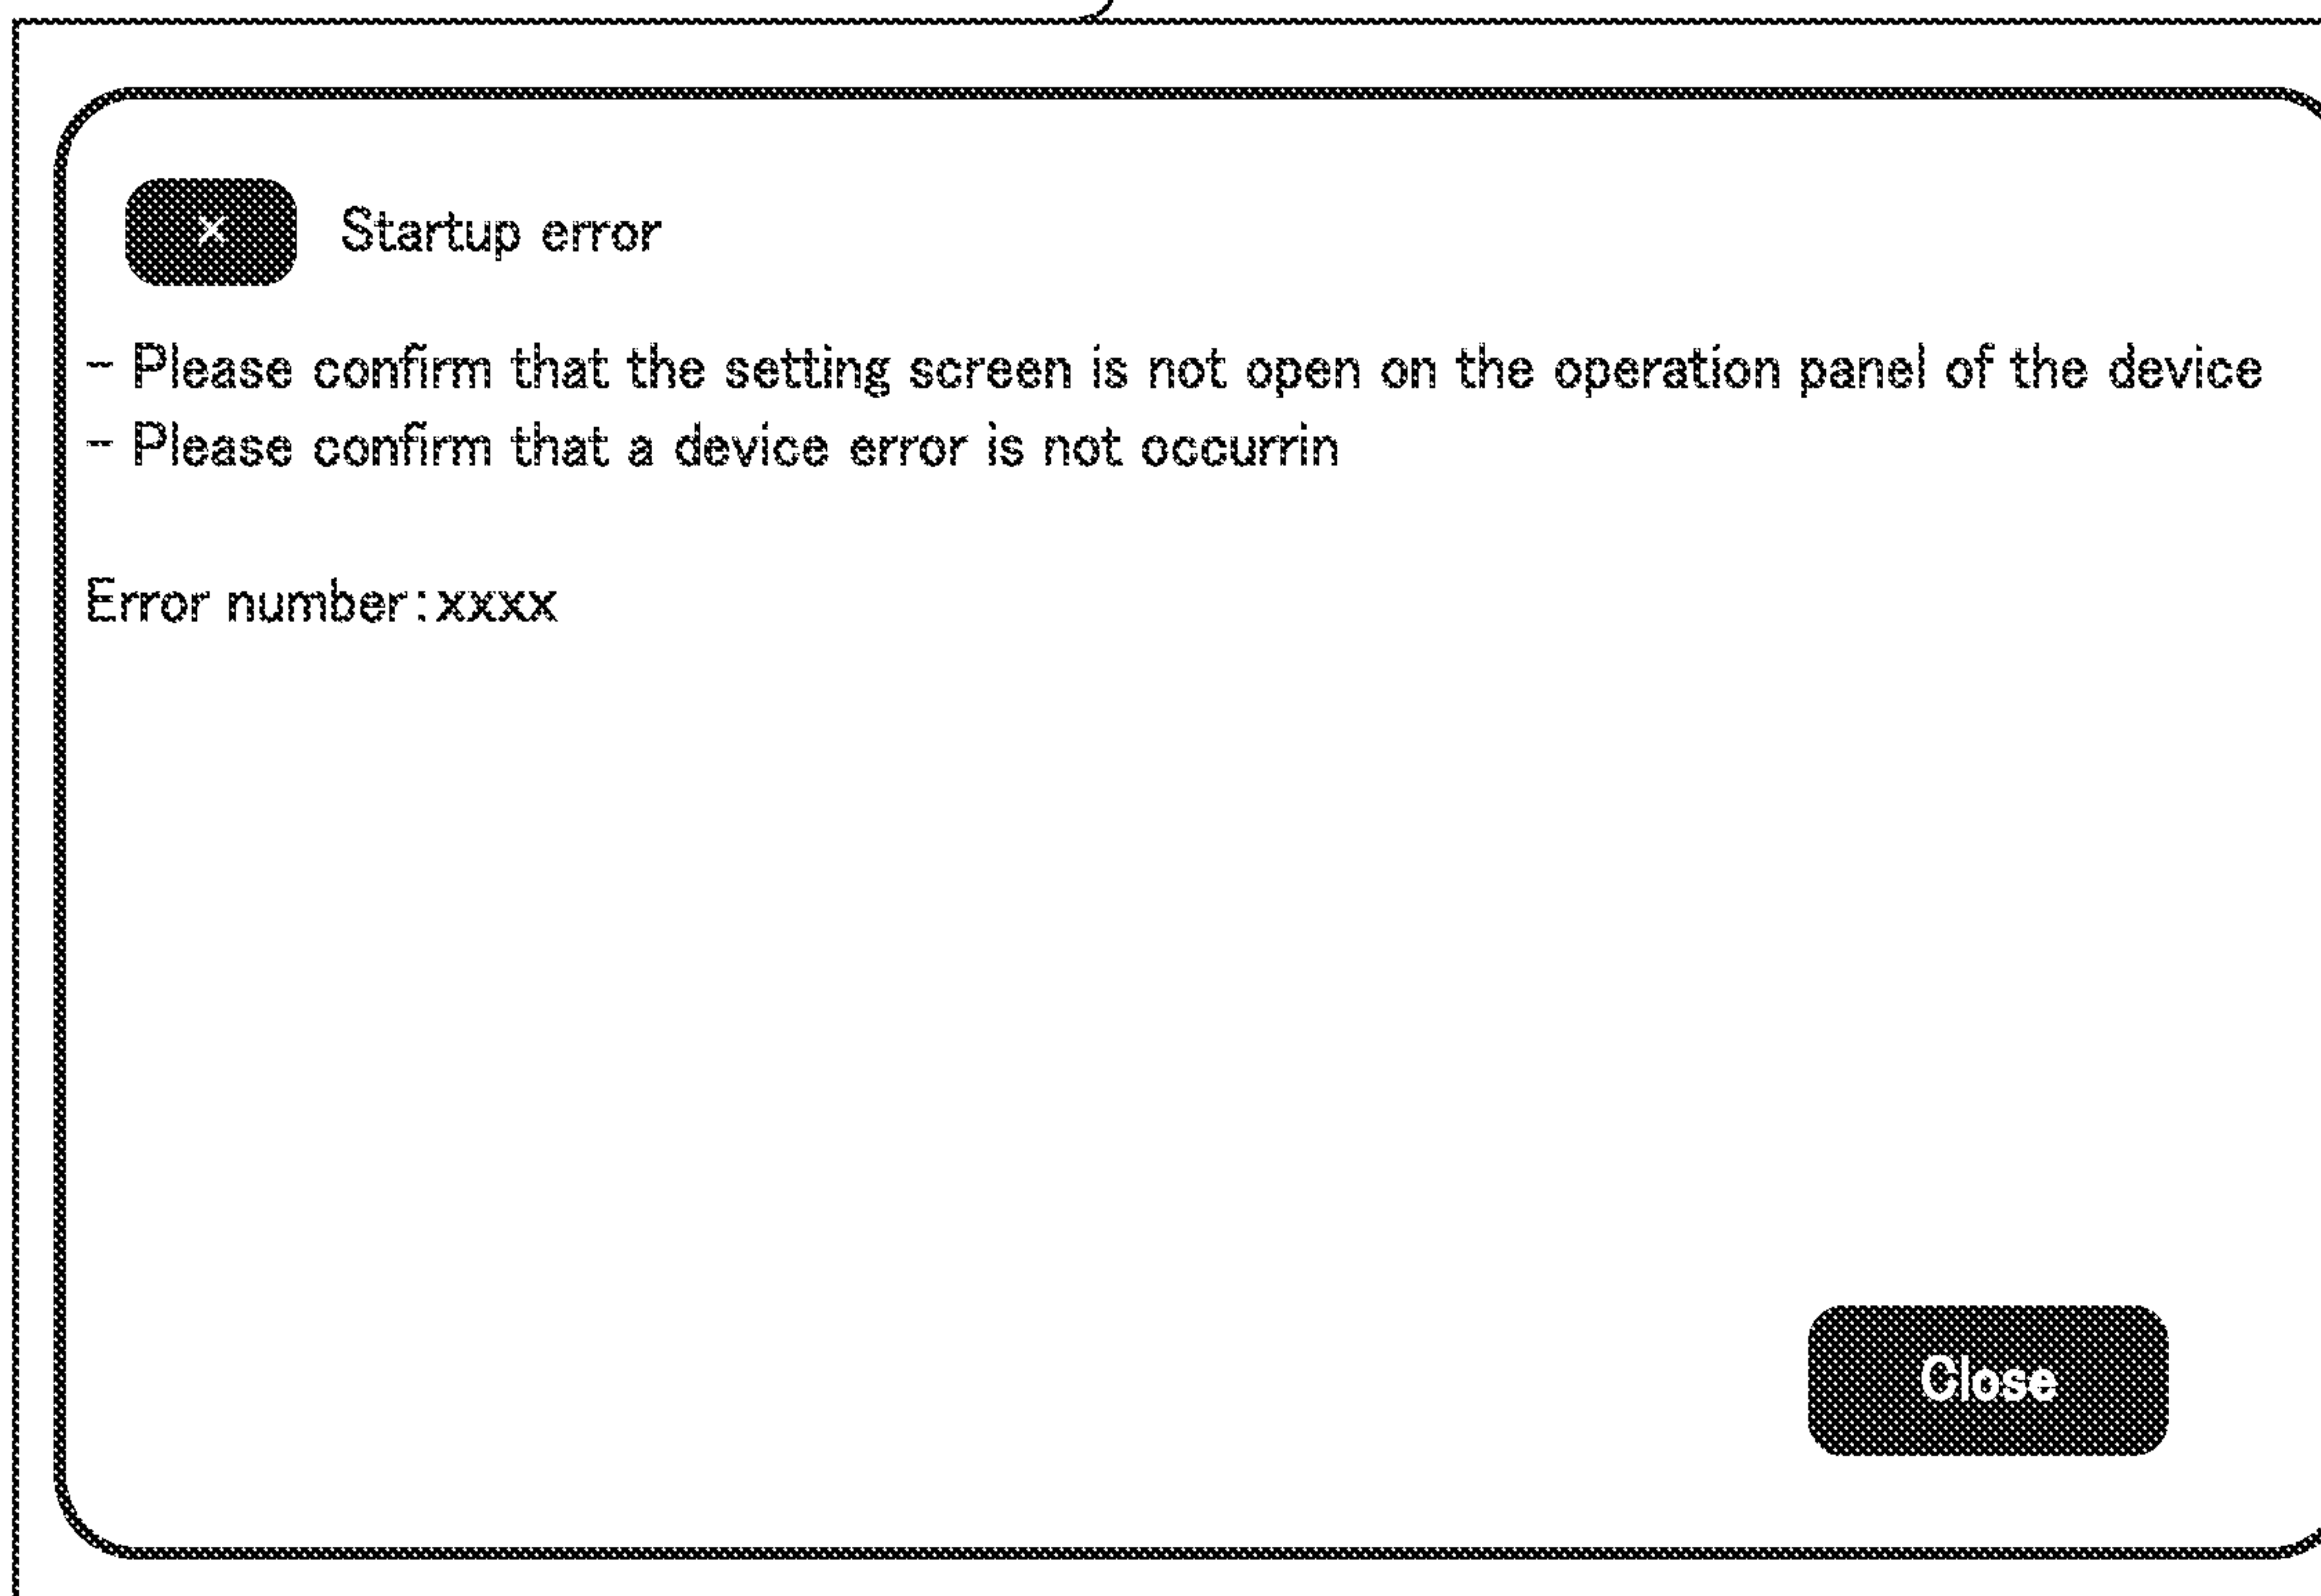 × Startup error
- Please confirm that the setting screen is not open on the operation panel of the device
- Please confirm that a device error is not occurrin
Error number:xxxx
Close